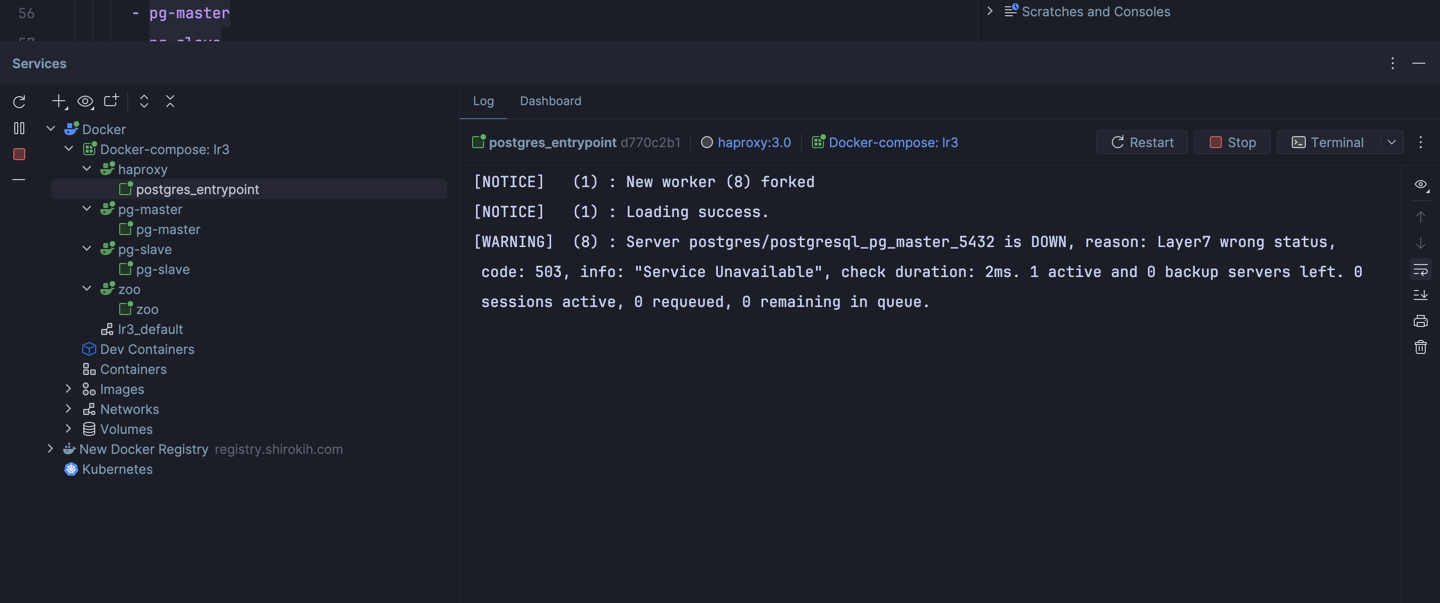 56 - pg-master
57 pg-slave
Scratches and Consoles
Services
Log Dashboard
Docker
Docker-compose: lr3
haproxy
postgres_entrypoint
pg-master
pg-master
pg-slave
pg-slave
zoo
zoo
lr3_default
Dev Containers
Containers
Images
Networks
Volumes
New Docker Registry registry.shirokih.com
Kubernetes
postgres_entrypoint d770c2b1 haproxy:3.0 Docker-compose: lr3 Restart Stop Terminal
[NOTICE]   (1) : New worker (8) forked
[NOTICE]   (1) : Loading success.
[WARNING]  (8) : Server postgres/postgresql_pg_master_5432 is DOWN, reason: Layer7 wrong status,
code: 503, info: "Service Unavailable", check duration: 2ms. 1 active and 0 backup servers left. 0
sessions active, 0 requeued, 0 remaining in queue.